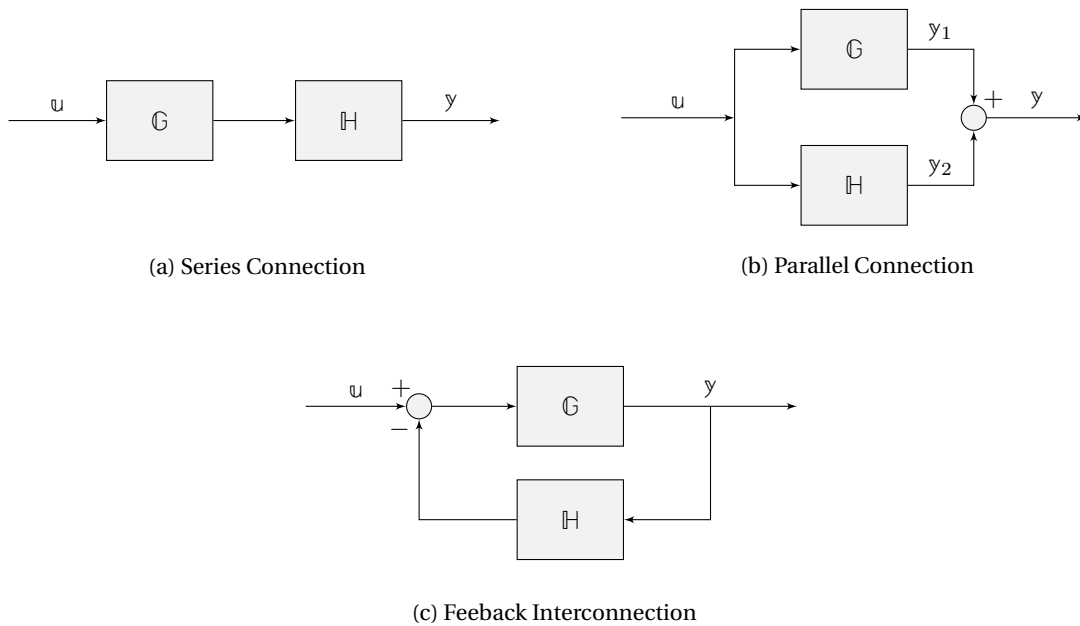 𝕦 𝔾 ℍ 𝕪
(a) Series Connection
𝕦 𝔾 𝕪₁ + 𝕪
ℍ 𝕪₂
(b) Parallel Connection
𝕦 + − 𝔾 𝕪
ℍ
(c) Feeback Interconnection